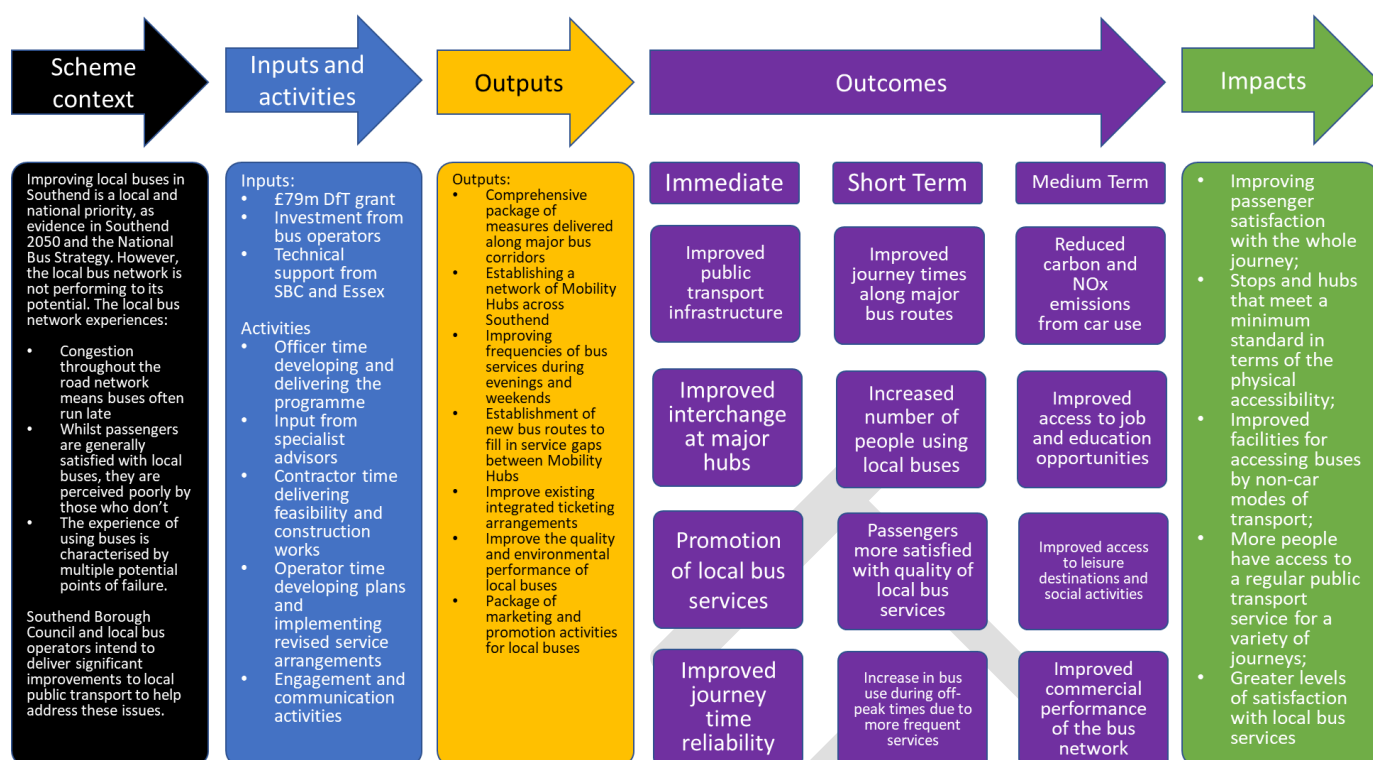 Scheme
context
Inputs and
activities
Outputs
Outcomes
Impacts
Improving local buses in
Southend is a local and
national priority, as
evidence in Southend
2050 and the National
Bus Strategy. However,
the local bus network is
not performing to its
potential. The local bus
network experiences:
• Congestion
throughout the
road network
means buses often
run late
• Whilst passengers
are generally
satisfied with local
buses, they are
perceived poorly by
those who don't
• The experience of
using buses is
characterised by
multiple potential
points of failure.
Southend Borough
Council and local bus
operators intend to
deliver significant
improvements to local
public transport to help
address these issues.
Inputs:
• £79m DfT grant
• Investment from
bus operators
• Technical
support from
SBC and Essex
Activities
• Officer time
developing and
delivering the
programme
• Input from
specialist
advisors
• Contractor time
delivering
feasibility and
construction
works
• Operator time
developing plans
and
implementing
revised service
arrangements
• Engagement and
communication
activities
Outputs:
• Comprehensive
package of
measures delivered
along major bus
corridors
• Establishing a
network of Mobility
Hubs across
Southend
• Improving
frequencies of bus
services during
evenings and
weekends
• Establishment of
new bus routes to
fill in service gaps
between Mobility
Hubs
• Improve existing
integrated ticketing
arrangements
• Improve the quality
and environmental
performance of
local buses
• Package of
marketing and
promotion activities
for local buses
Immediate
Improved
public
transport
infrastructure
Improved
interchange
at major
hubs
Promotion
of local bus
services
Improved
journey
time
reliability
Short Term
Improved
journey times
along major
bus routes
Increased
number of
people using
local buses
Passengers
more satisfied
with quality of
local bus
services
Increase in bus
use during off-
peak times due to
more frequent
services
Medium Term
Reduced
carbon and
NOx
emissions
from car use
Improved
access to job
and education
opportunities
Improved access
to leisure
destinations and
social activities
Improved
commercial
performance
of the bus
network
• Improving
passenger
satisfaction
with the whole
journey;
• Stops and hubs
that meet a
minimum
standard in
terms of the
physical
accessibility;
• Improved
facilities for
accessing buses
by non-car
modes of
transport;
• More people
have access to
a regular public
transport
service for a
variety of
journeys;
• Greater levels
of satisfaction
with local bus
services